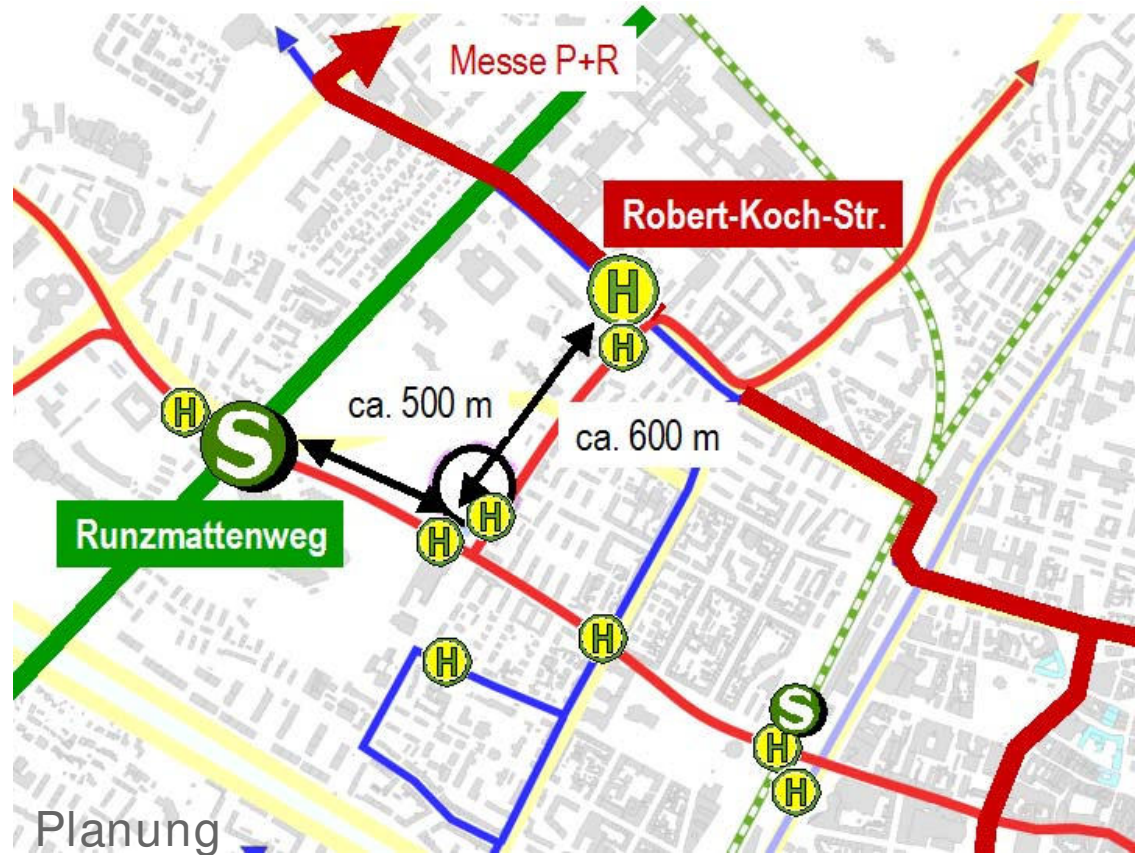 Messe P+R
Robert-Koch-Str.
H
H
ca. 500 m
H
S
ca. 600 m
H
H
Runzmattenweg
H
H
S
H
H
Planung